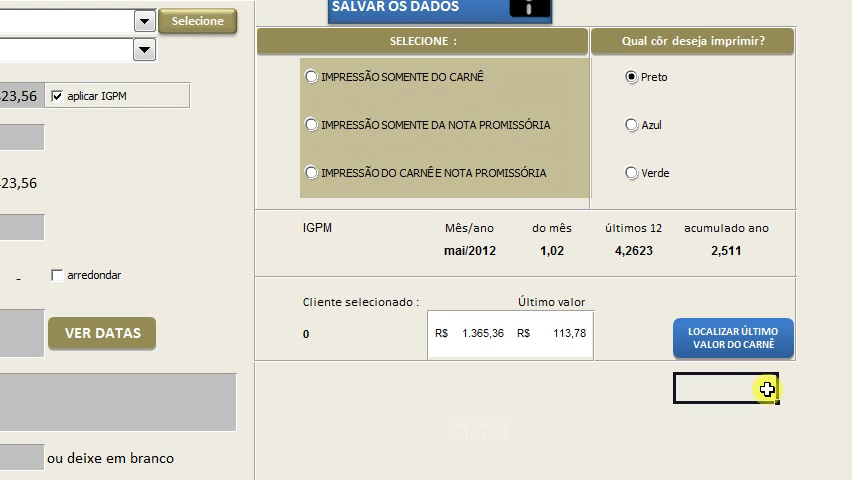 SALVAR OS DADOS
Selecione
SELECIONE :
Qual côr deseja imprimir?
IMPRESSÃO SOMENTE DO CARNÊ
Preto
423,56
aplicar IGPM
IMPRESSÃO SOMENTE DA NOTA PROMISSÓRIA
Azul
IMPRESSÃO DO CARNÊ E NOTA PROMISSÓRIA
Verde
423,56
IGPM
Mês/ano
do mês
últimos 12
acumulado ano
mai/2012
1,02
4,2623
2,511
-
arredondar
Cliente selecionado :
Último valor
VER DATAS
0
R$ 1.365,36
R$ 113,78
LOCALIZAR ÚLTIMO
VALOR DO CARNÊ
ou deixe em branco